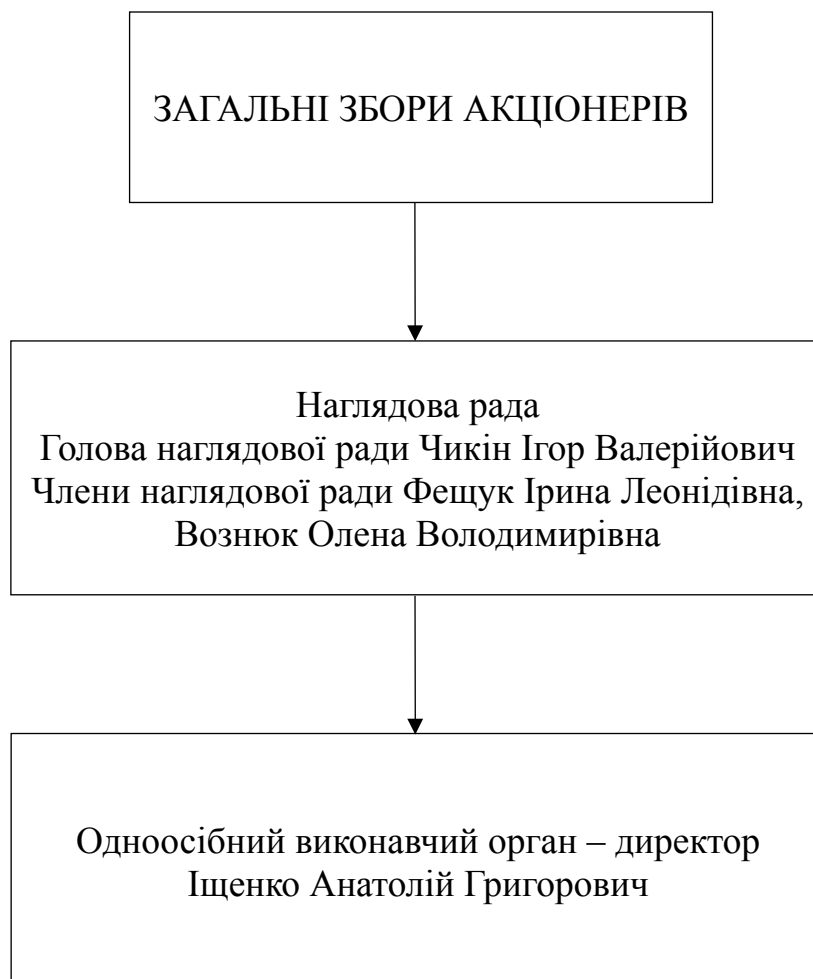 ЗАГАЛЬНІ ЗБОРИ АКЦІОНЕРІВ
Наглядова рада
Голова наглядової ради Чикін Ігор Валерійович
Члени наглядової ради Фещук Ірина Леонідівна,
Вознюк Олена Володимирівна
Одноосібний виконавчий орган – директор
Іщенко Анатолій Григорович